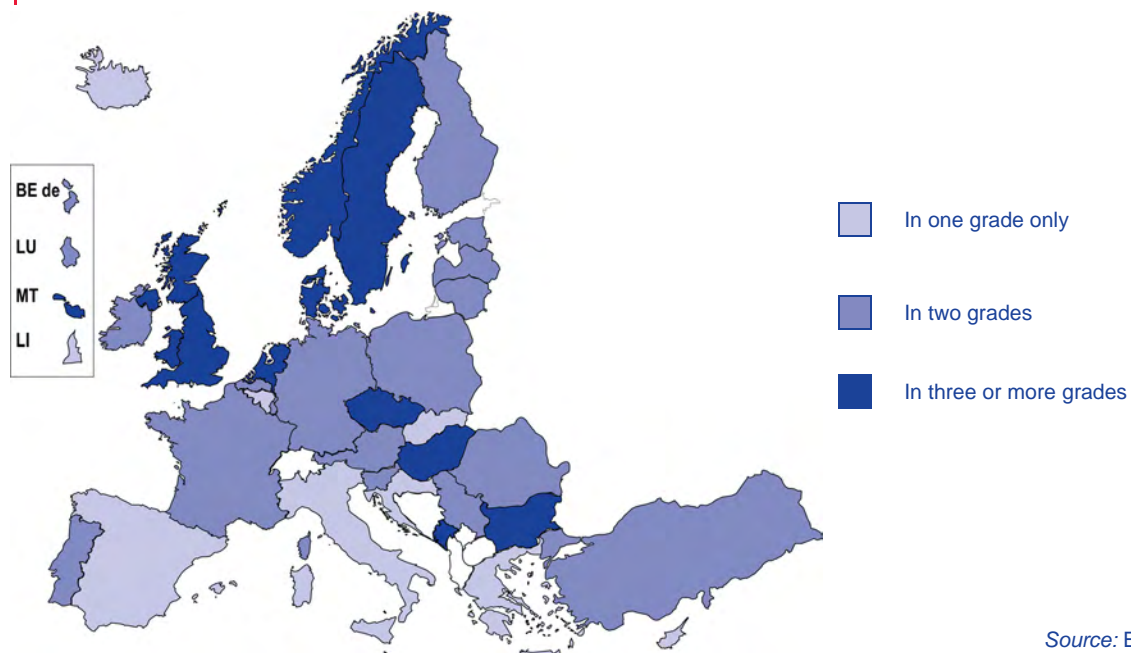 BE de
LU
MT
LI
In one grade only
In two grades
In three or more grades
Source: E